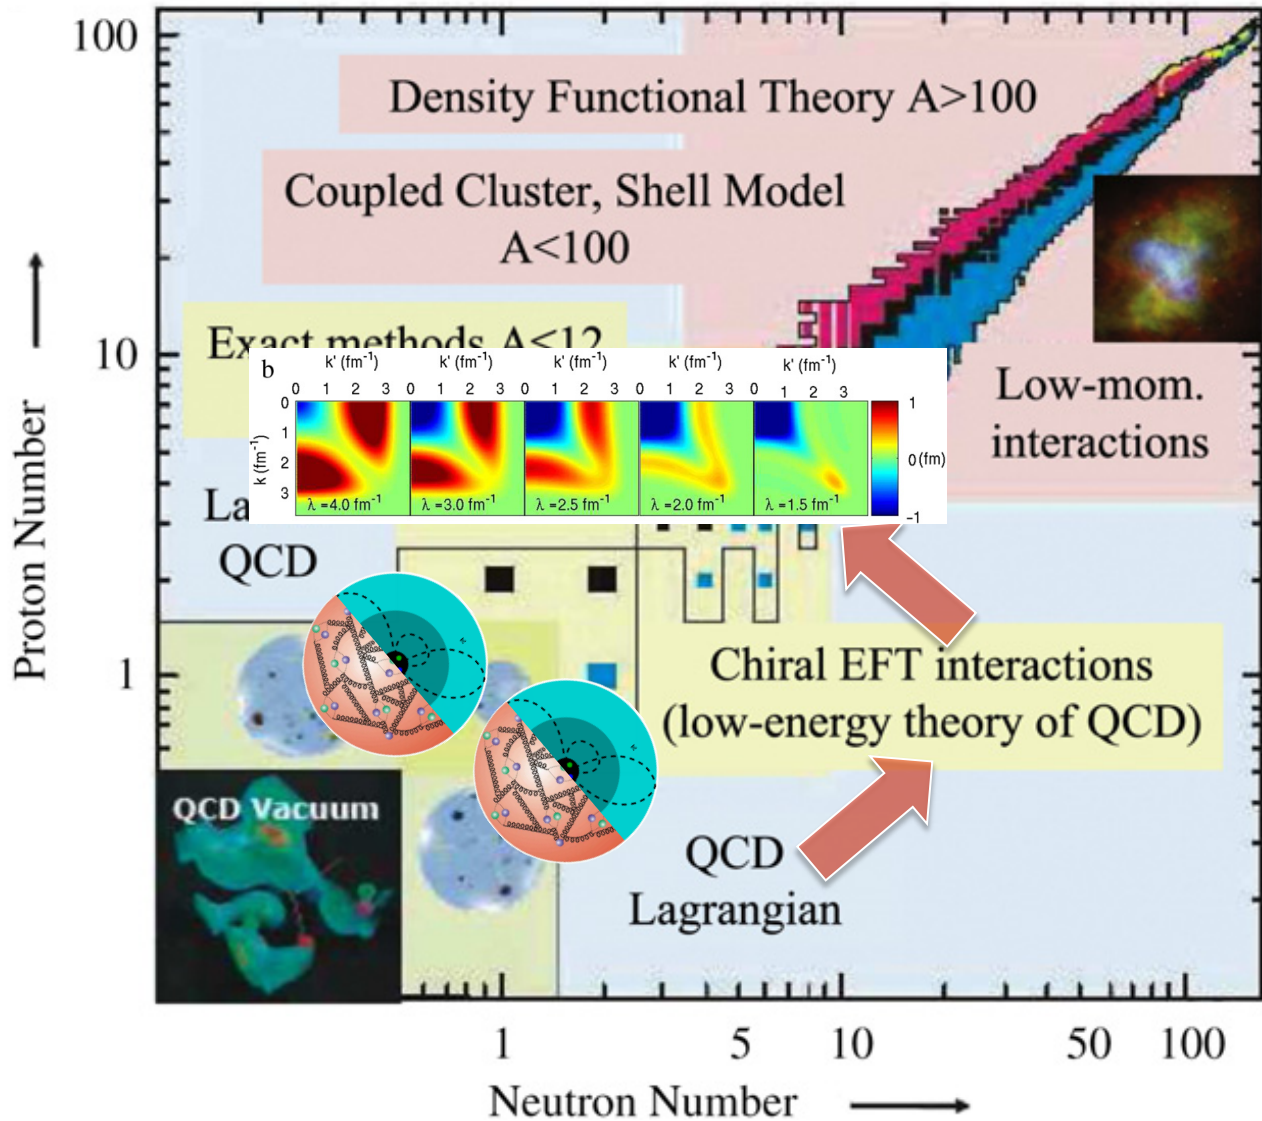 100
Density Functional Theory A>100
Coupled Cluster, Shell Model
A<100
Exact methods A<12
10
b
k' (fm-1) k' (fm-1) k' (fm-1) k' (fm-1) k' (fm-1)
0 1 2 3 0 1 2 3 0 1 2 3 0 1 2 3 0 1 2 3
0
1
2
3
k (fm-1)
λ =4.0 fm-1 λ =3.0 fm-1 λ =2.5 fm-1 λ =2.0 fm-1 λ =1.5 fm-1
1
0 (fm)
−1
Low-mom.
interactions
La
QCD
Chiral EFT interactions
(low-energy theory of QCD)
1
QCD Vacuum
QCD
Lagrangian
Proton Number
1 5 10 50 100
Neutron Number